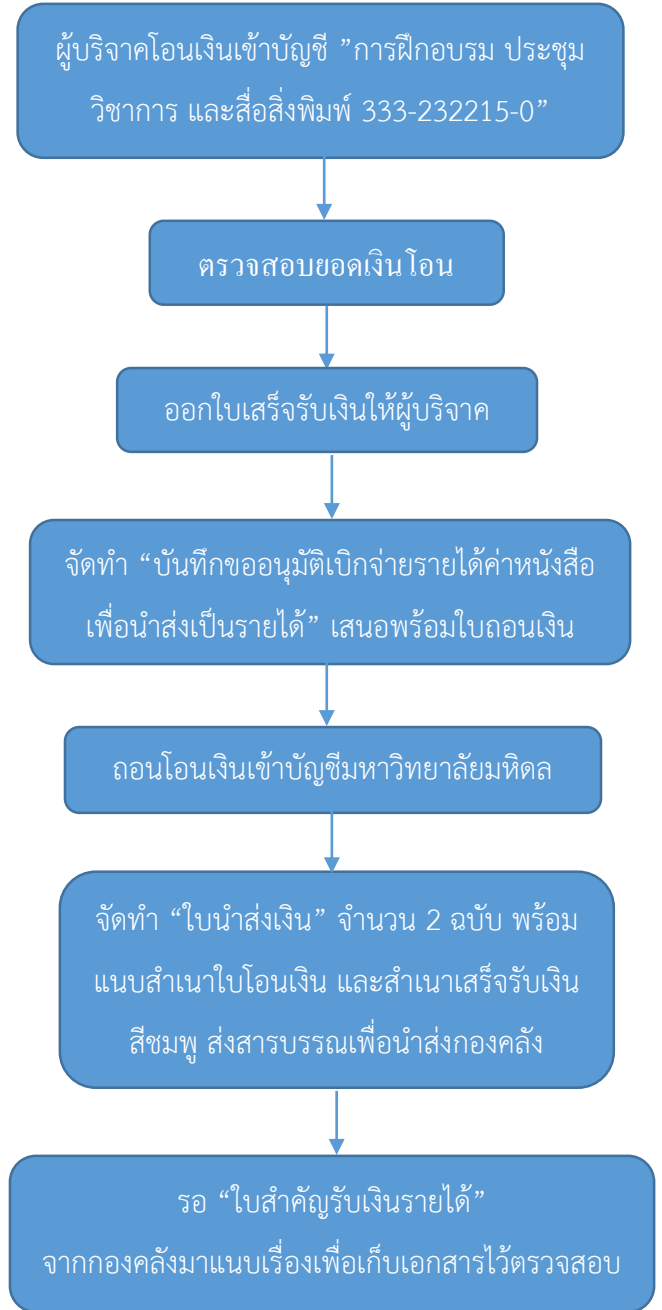 ผู้บริจาคโอนเงินเข้าบัญชี ”การฝึกอบรม ประชุม
วิชาการ และสื่อสิ่งพิมพ์ 333-232215-0”
ตรวจสอบยอดเงินโอน
ออกใบเสร็จรับเงินให้ผู้บริจาค
จัดทำ “บันทึกขออนุมัติเบิกจ่ายรายได้ค่าหนังสือ
เพื่อนำส่งเป็นรายได้” เสนอพร้อมใบถอนเงิน
ถอนโอนเงินเข้าบัญชีมหาวิทยาลัยมหิดล
จัดทำ “ใบนำส่งเงิน” จำนวน 2 ฉบับ พร้อม
แนบสำเนาใบโอนเงิน และสำเนาเสร็จรับเงิน
สีชมพู ส่งสารบรรณเพื่อนำส่งกองคลัง
รอ “ใบสำคัญรับเงินรายได้”
จากกองคลังมาแนบเรื่องเพื่อเก็บเอกสารไว้ตรวจสอบ